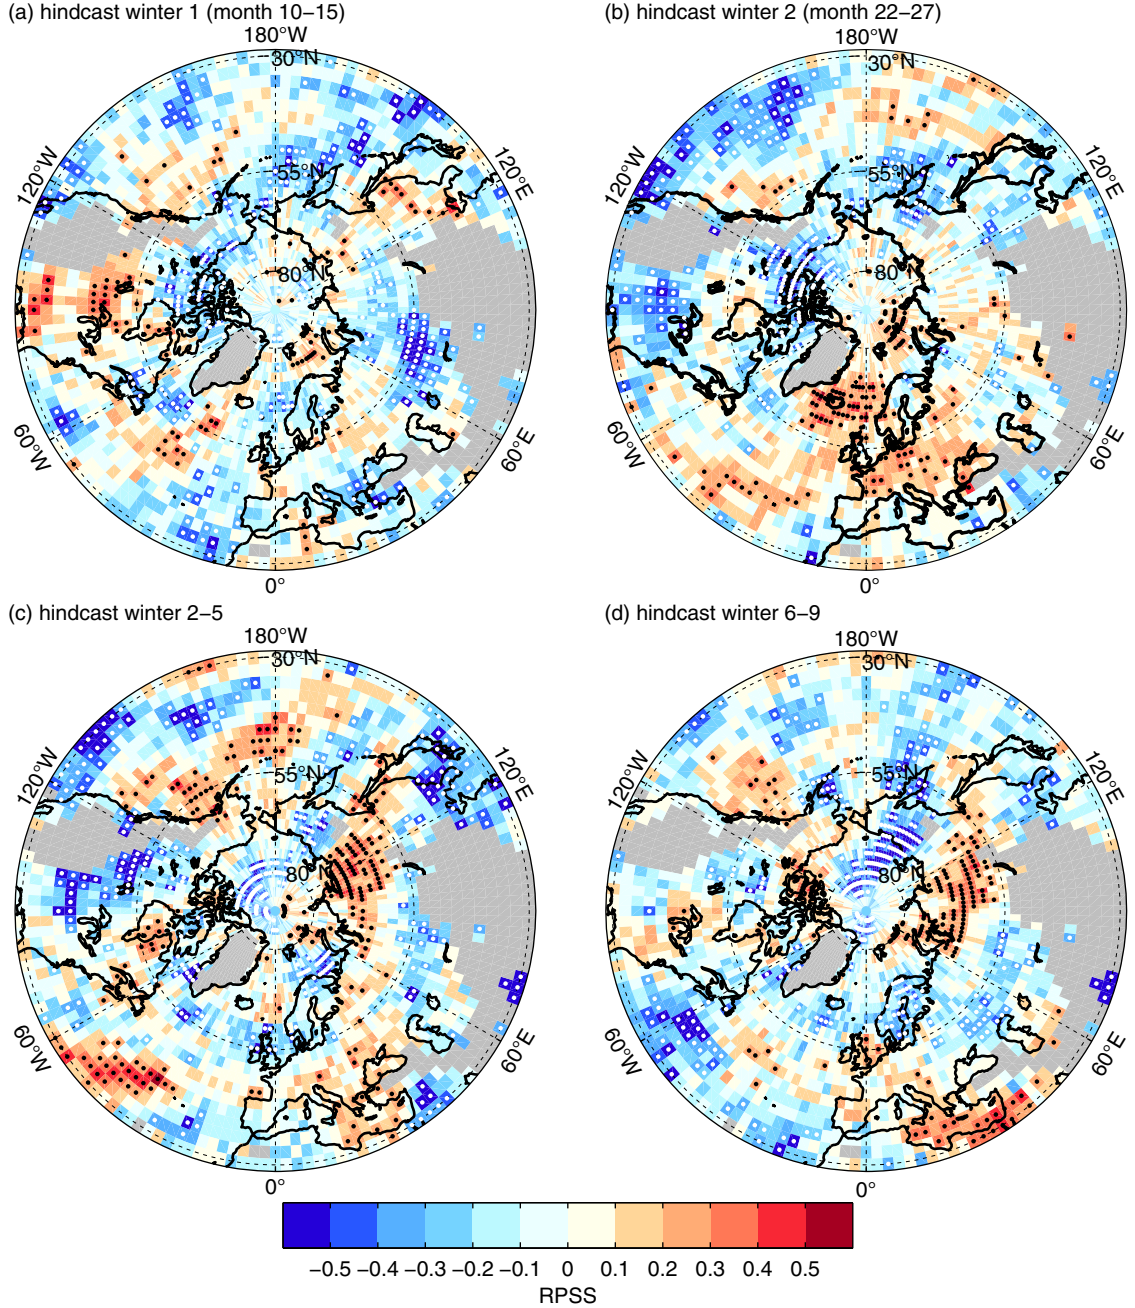 (a) hindcast winter 1 (month 10−15)
(b) hindcast winter 2 (month 22−27)
180°W
180°W
30°N
30°N
120°W
120°E
120°W
120°E
55°N
55°N
80°N
80°N
60°W
60°E
60°W
60°E
0°
0°
(c) hindcast winter 2−5
(d) hindcast winter 6−9
180°W
180°W
30°N
30°N
120°W
120°E
120°W
120°E
55°N
55°N
80°N
80°N
60°W
60°E
60°W
60°E
0°
0°
−0.5 −0.4 −0.3 −0.2 −0.1 0 0.1 0.2 0.3 0.4 0.5
RPSS